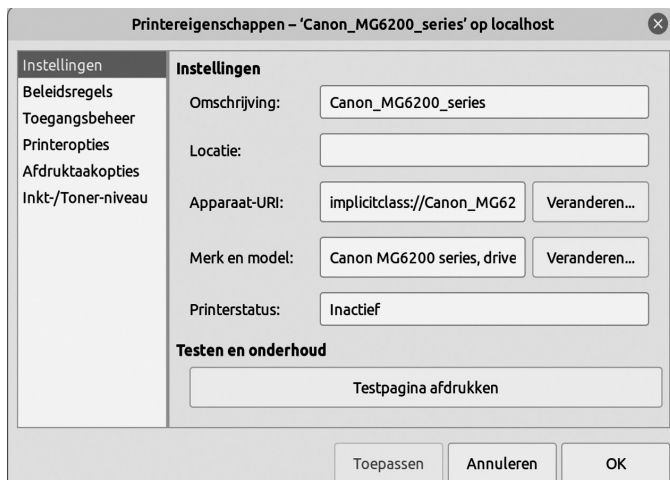 Printereigenschappen – ‘Canon_MG6200_series’ op localhost
Instellingen
Beleidsregels
Toegangsbeheer
Printeropties
Afdruktaakopties
Inkt-/Toner-niveau
Instellingen
Omschrijving: Canon_MG6200_series
Locatie:
Apparaat-URI: implicitclass://Canon_MG62 Veranderen...
Merk en model: Canon MG6200 series, drive Veranderen...
Printerstatus: Inactief
Testen en onderhoud
Testpagina afdrukken
Toepassen Annuleren OK